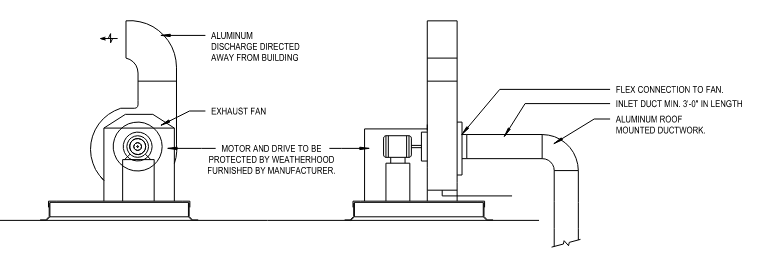 ALUMINUM
DISCHARGE DIRECTED
AWAY FROM BUILDING
EXHAUST FAN
MOTOR AND DRIVE TO BE
PROTECTED BY WEATHERHOOD
FURNISHED BY MANUFACTURER.
FLEX CONNECTION TO FAN.
INLET DUCT MIN. 3'-0" IN LENGTH
ALUMINUM ROOF
MOUNTED DUCTWORK.